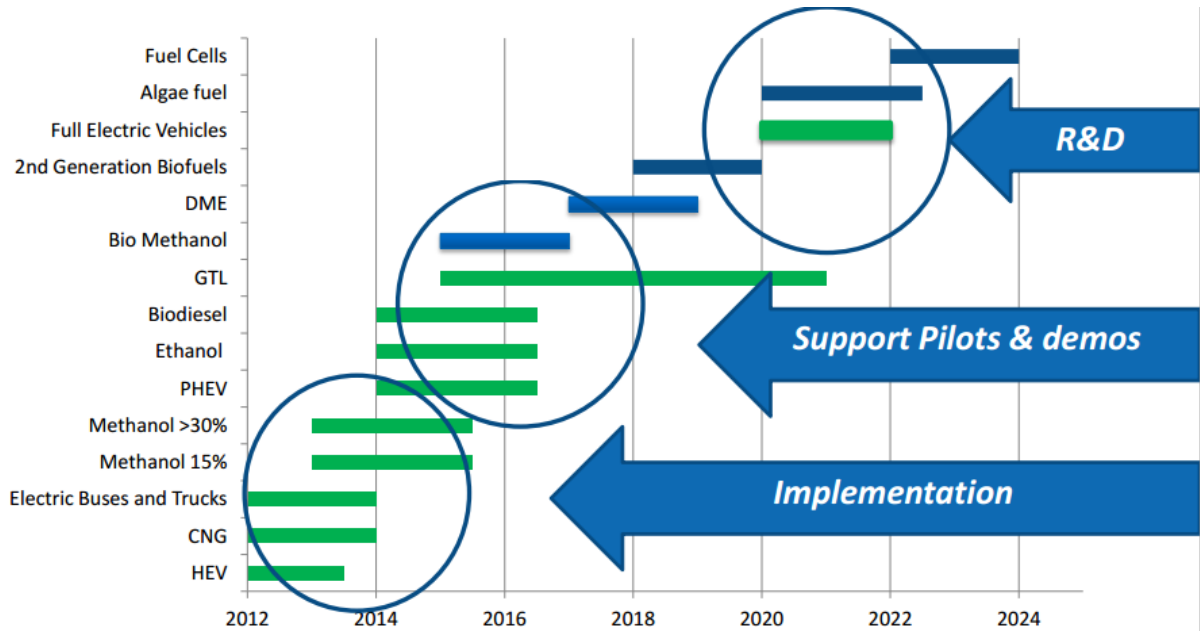 Fuel Cells
Algae fuel
Full Electric Vehicles
R&D
2nd Generation Biofuels
DME
Bio Methanol
GTL
Biodiesel
Support Pilots & demos
Ethanol
PHEV
Methanol >30%
Methanol 15%
Implementation
Electric Buses and Trucks
CNG
HEV
2012 2014 2016 2018 2020 2022 2024